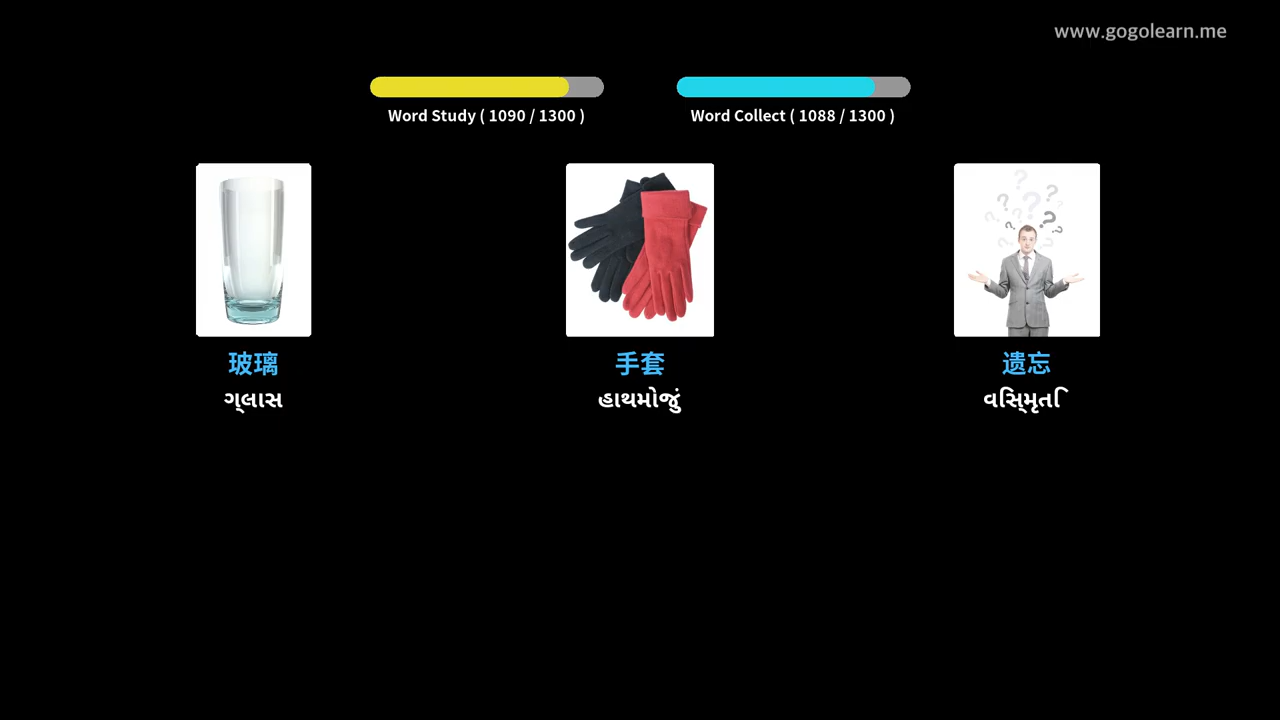 www.gogolearn.me
Word Study ( 1090 / 1300 )
Word Collect ( 1088 / 1300 )
玻璃
手套
遗忘
ગ્લાસ
હાથમોજું
વિસ્મૃતિ